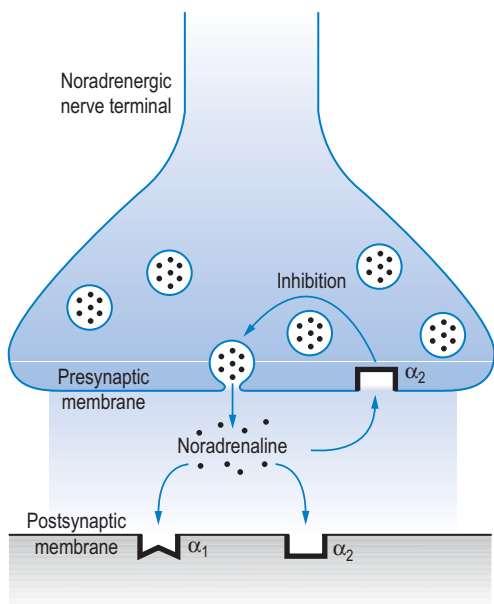 Noradrenergic
nerve terminal
Inhibition
α2
Presynaptic
membrane
Noradrenaline
Postsynaptic
membrane
α1
α2